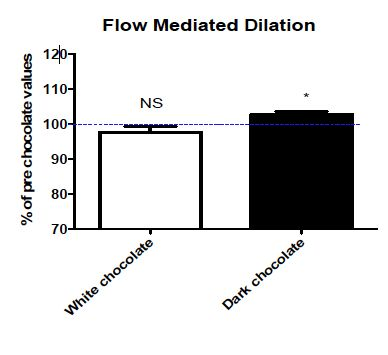 Flow Mediated Dilation
% of pre chocolate values
120
110
100
90
80
70
NS
*
White chocolate
Dark chocolate